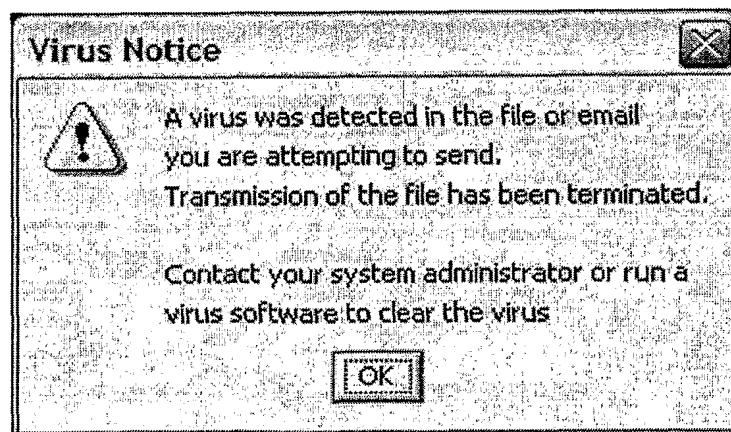 Virus Notice
A virus was detected in the file or email
you are attempting to send.
Transmission of the file has been terminated.
Contact your system administrator or run a
virus software to clear the virus
OK